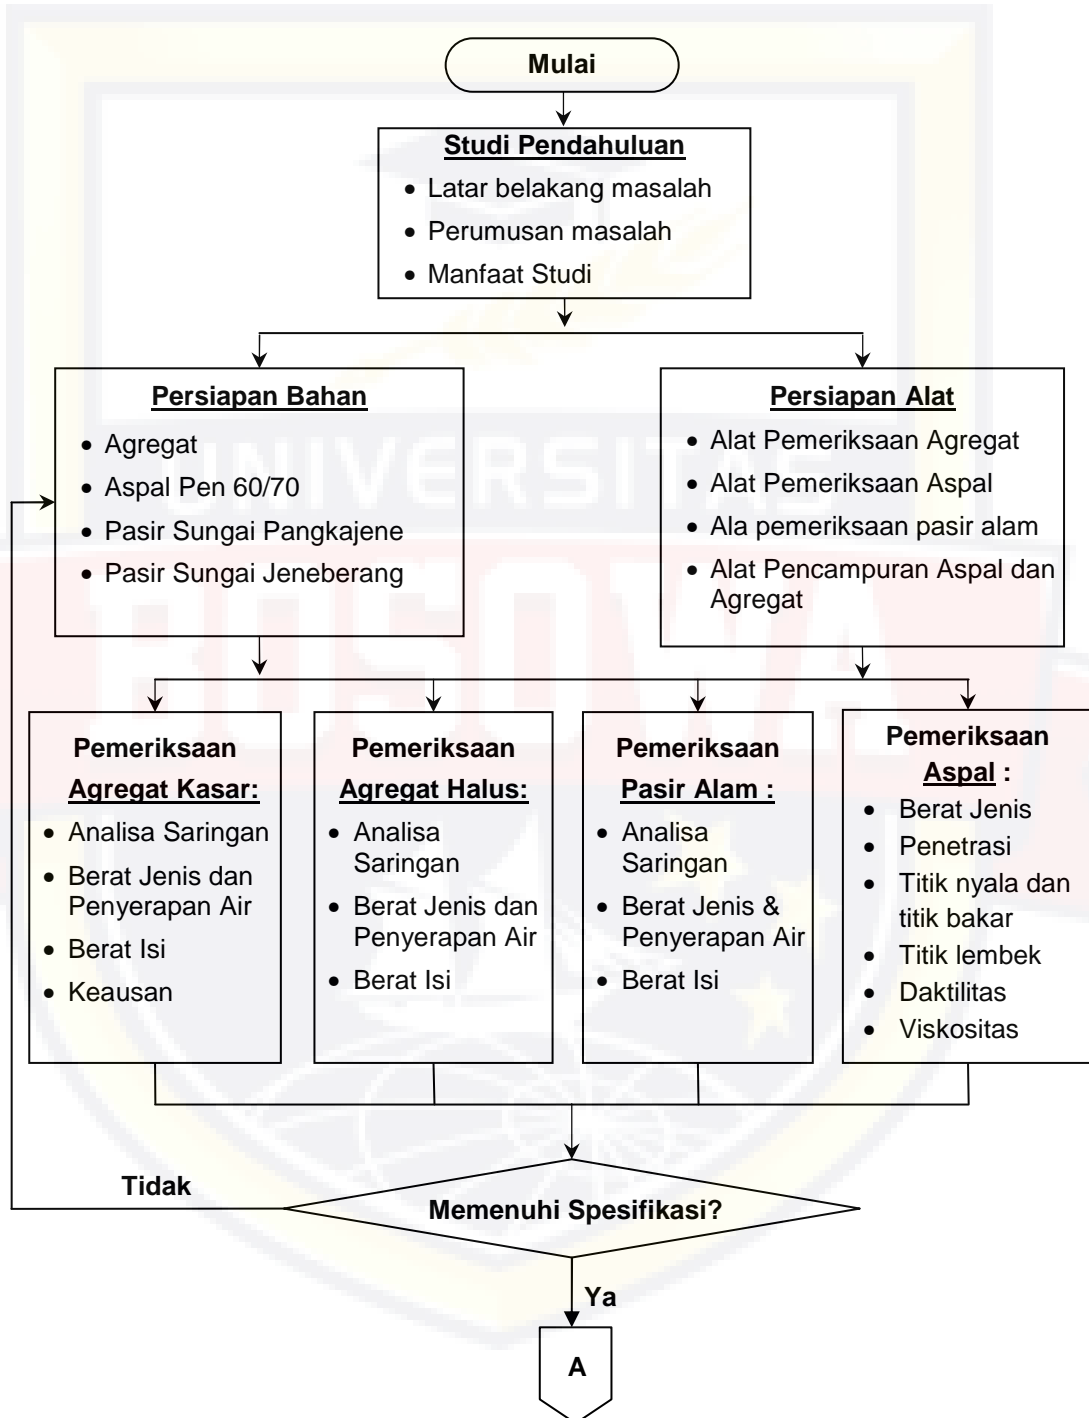 Mulai
Studi Pendahuluan
• Latar belakang masalah
• Perumusan masalah
• Manfaat Studi
Persiapan Bahan
• Agregat
• Aspal Pen 60/70
• Pasir Sungai Pangkajene
• Pasir Sungai Jeneberang
Persiapan Alat
• Alat Pemeriksaan Agregat
• Alat Pemeriksaan Aspal
• Ala pemeriksaan pasir alam
• Alat Pencampuran Aspal dan
Agregat
Pemeriksaan
Agregat Kasar:
• Analisa Saringan
• Berat Jenis dan
Penyerapan Air
• Berat Isi
• Keausan
Pemeriksaan
Agregat Halus:
• Analisa
Saringan
• Berat Jenis dan
Penyerapan Air
• Berat Isi
Pemeriksaan
Pasir Alam :
• Analisa
Saringan
• Berat Jenis &
Penyerapan Air
• Berat Isi
Pemeriksaan
Aspal :
• Berat Jenis
• Penetrasi
• Titik nyala dan
titik bakar
• Titik lembek
• Daktilitas
• Viskositas
Tidak
Memenuhi Spesifikasi?
Ya
A
UNIVERSITAS
BOSOWA